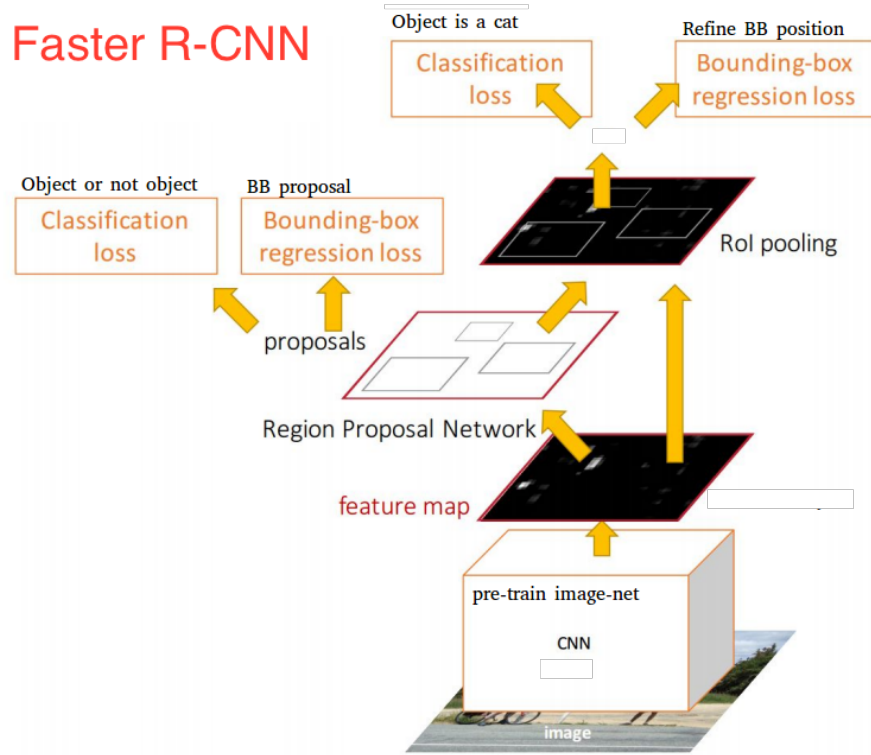 Faster R-CNN
Object is a cat
Classification
loss
Refine BB position
Bounding-box
regression loss
Object or not object
Classification
loss
BB proposal
Bounding-box
regression loss
RoI pooling
proposals
Region Proposal Network
feature map
pre-train image-net
CNN
image